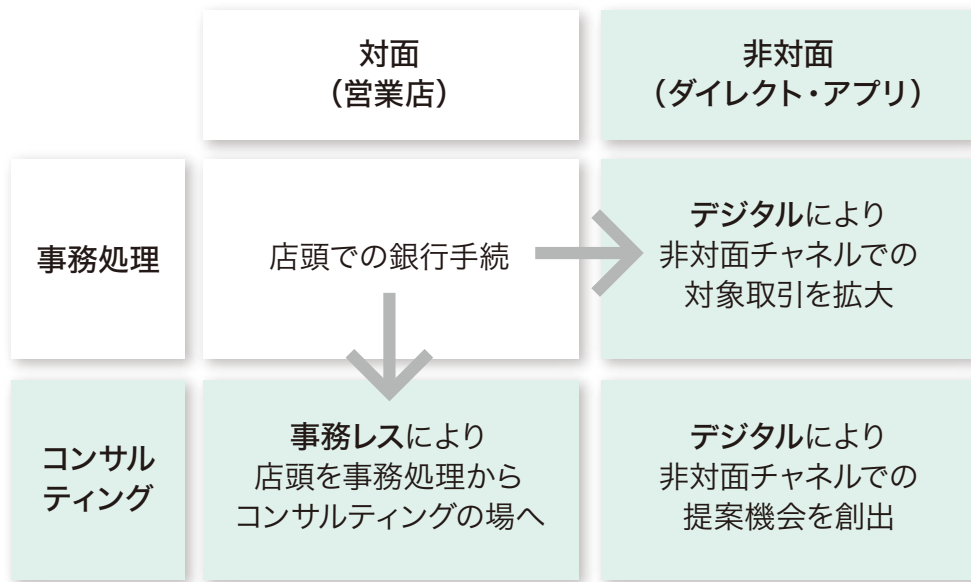 対面
（営業店）
非対面
（ダイレクト・アプリ）
事務処理
店頭での銀行手続
デジタルにより
非対面チャネルでの
対象取引を拡大
コンサル
ティング
事務レスにより
店頭を事務処理から
コンサルティングの場へ
デジタルにより
非対面チャネルでの
提案機会を創出